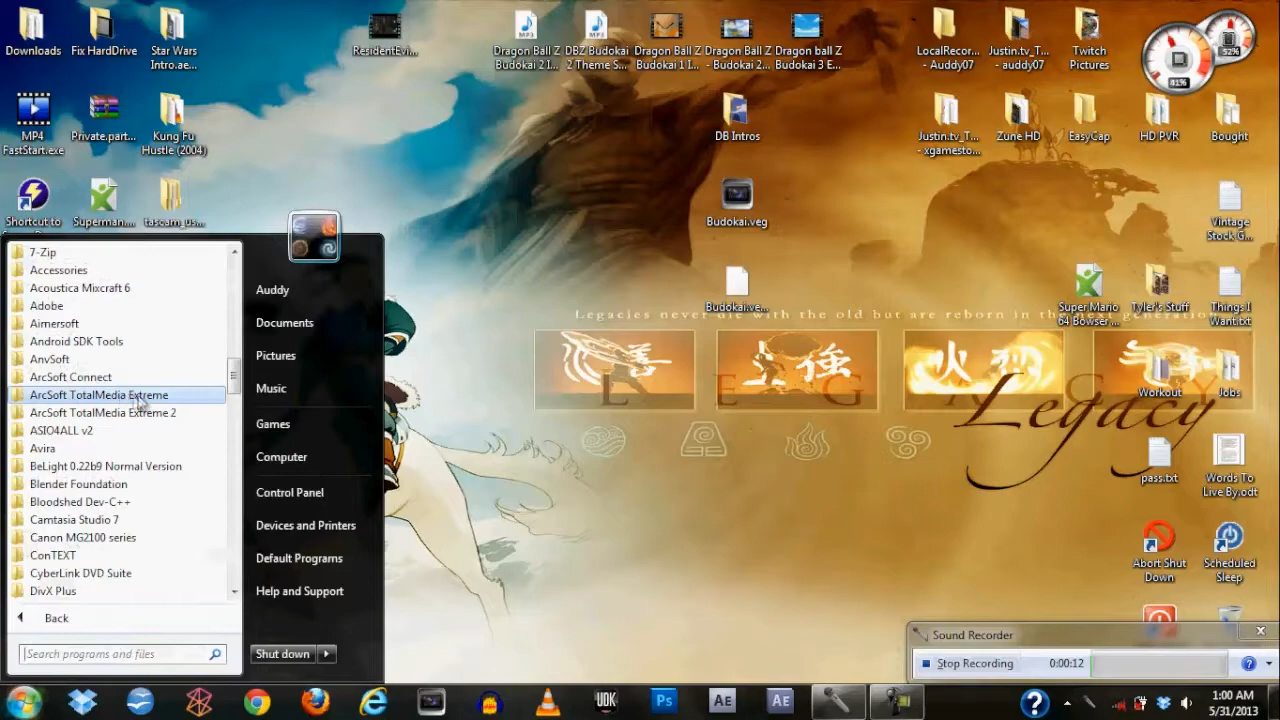 Downloads
Fix HardDrive
Star Wars
Intro.ae...
ResidentEvi...
Dragon Ball Z
Budokai 2 I...
DBZ Budokai
2 Theme S...
Dragon Ball Z
Budokai 1 I...
Dragon Ball Z
- Budokai 2...
Dragon ball Z
Budokai 3 E...
LocalRecor...
- Auddy07
Justin.tv_T...
- auddy07
Twitch
Pictures
52%
41%
MP4
FastStart.exe
Private.part...
Kung Fu
Hustle (2004)
DB Intros
Justin.tv_T...
- xgamesto...
Zune HD
EasyCap
HD PVR
Bought
Shortcut to
Superman....
tascam_us...
Budokai.veg
Vintage
Stock G...
Budokai.ve...
Super Mario
64 Bowser ...
Tyler's Stuff
Things I
Want.txt
Legacies never die with the old but are reborn in the next generation
L E G A C Y
Legacy
Workout
Jobs
pass.txt
Words To
Live By.odt
Abort Shut
Down
Scheduled
Sleep
7-Zip
Accessories
Acoustica Mixcraft 6
Adobe
Aimersoft
Android SDK Tools
AnvSoft
ArcSoft Connect
ArcSoft TotalMedia Extreme
ArcSoft TotalMedia Extreme 2
ASIO4ALL v2
Avira
BeLight 0.22b9 Normal Version
Blender Foundation
Bloodshed Dev-C++
Camtasia Studio 7
Canon MG2100 series
ConTEXT
CyberLink DVD Suite
DivX Plus
Back
Search programs and files
Auddy
Documents
Pictures
Music
Games
Computer
Control Panel
Devices and Printers
Default Programs
Help and Support
Shut down
Sound Recorder
Stop Recording
0:00:12
UDK
Ps
AE
AE
1:00 AM
5/31/2013